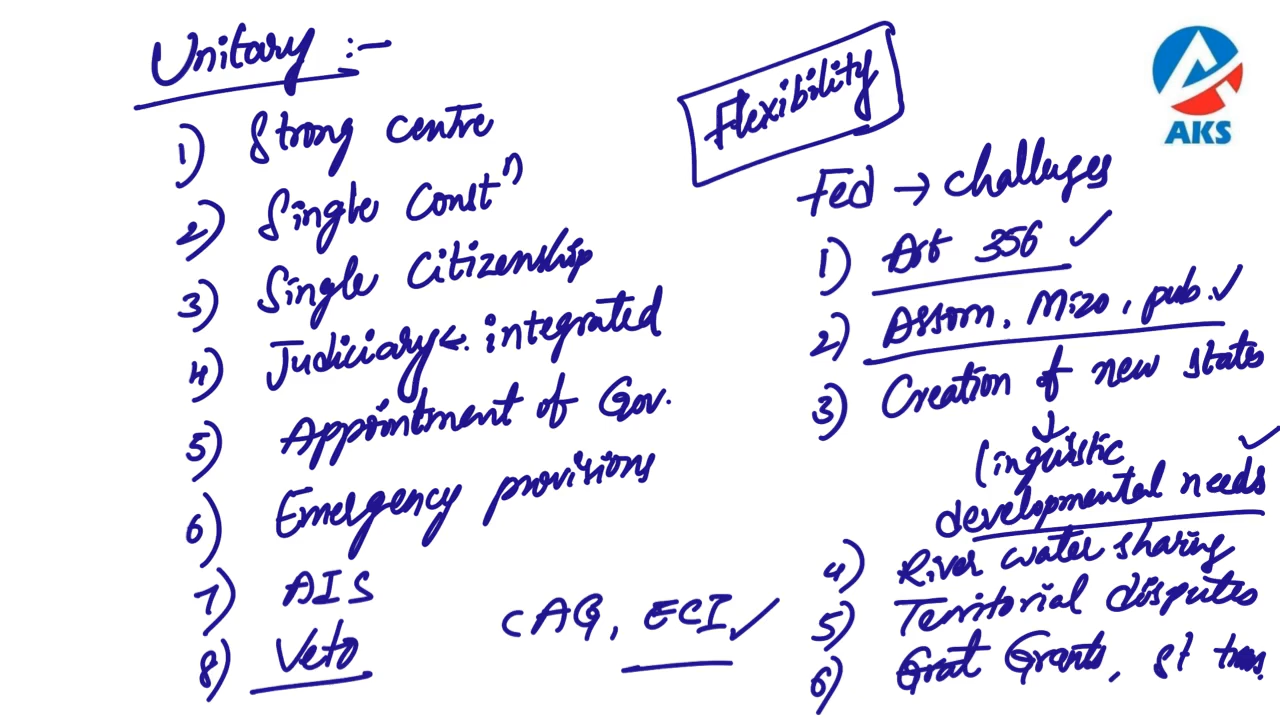 Unitary :-
1) Strong centre
2) Single Constⁿ
3) Single Citizenship
4) Judiciary <. integrated
5) Appointment of Gov.
6) Emergency provisions
7) AIS
8) Veto
CAG, ECI, ✓
Flexibility
AKS
Fed → challenges
1) Art 356 ✓
2) Assam, Mizo, pub. ✓
3) Creation of new states
↓
linguistic ✓
developmental needs
4) River water sharing
5) Territorial disputes
6) Grants,